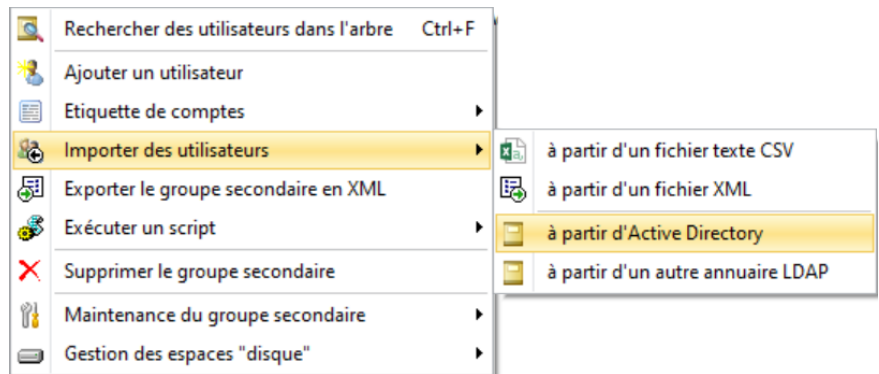 Rechercher des utilisateurs dans l'arbre Ctrl+F
Ajouter un utilisateur
Etiquette de comptes
Importer des utilisateurs
Exporter le groupe secondaire en XML
Exécuter un script
Supprimer le groupe secondaire
Maintenance du groupe secondaire
Gestion des espaces "disque"
à partir d'un fichier texte CSV
à partir d'un fichier XML
à partir d'Active Directory
à partir d'un autre annuaire LDAP